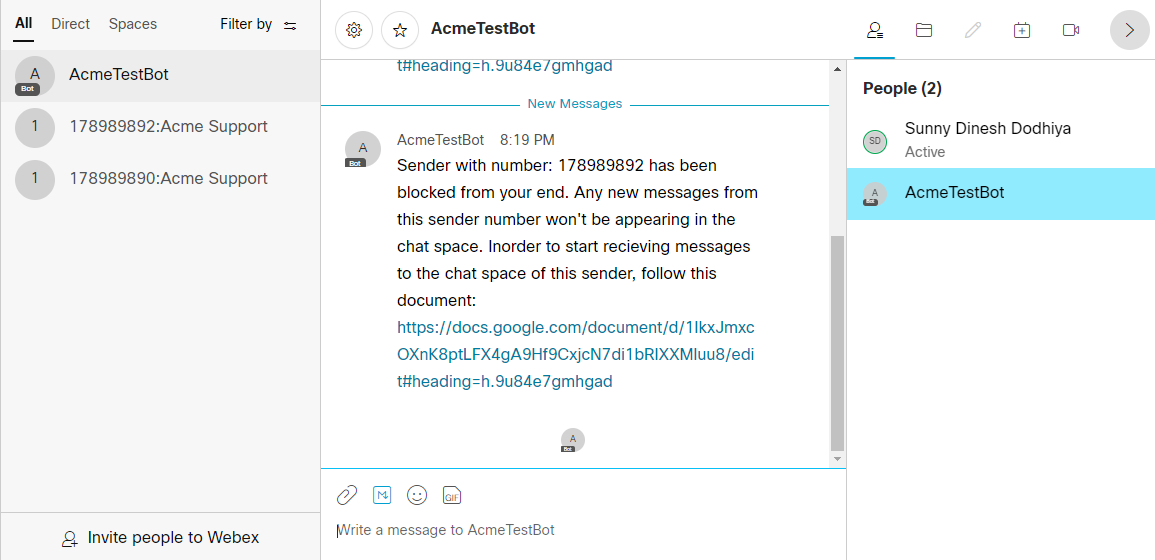 All Direct Spaces Filter by
A
Bot
AcmeTestBot
1
178989892:Acme Support
1
178989890:Acme Support
Invite people to Webex
AcmeTestBot
t#heading=h.9u84e7gmhgad
New Messages
A
Bot
AcmeTestBot 8:19 PM
Sender with number: 178989892 has been
blocked from your end. Any new messages from
this sender number won't be appearing in the
chat space. Inorder to start recieving messages
to the chat space of this sender, follow this
document:
https://docs.google.com/document/d/1IkxJmxc
OXnK8ptLFX4gA9Hf9CxjcN7di1bRIXXMluu8/edi
t#heading=h.9u84e7gmhgad
A
Bot
M
GIF
Write a message to AcmeTestBot
People (2)
SD
Sunny Dinesh Dodhiya
Active
A
Bot
AcmeTestBot